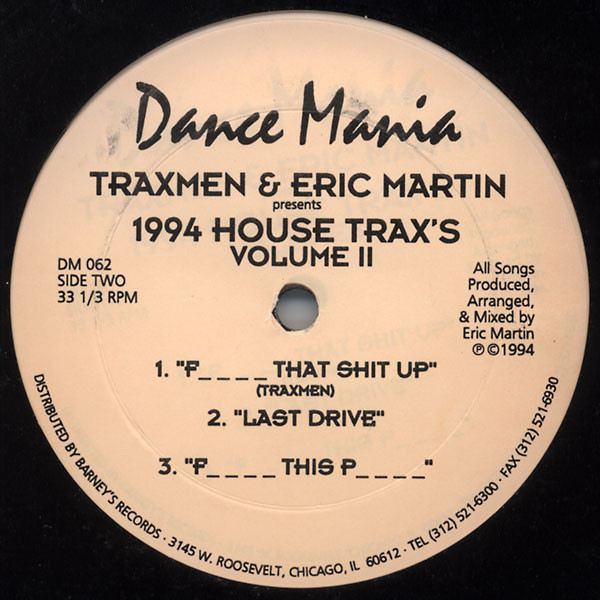 Dance Mania
TRAXMEN & ERIC MARTIN
presents
1994 HOUSE TRAX'S
VOLUME II
DM 062
SIDE TWO
33 1/3 RPM
All Songs
Produced,
Arranged,
& Mixed by
Eric Martin
℗ © 1994
1. "F_ _ _ _ THAT SHIT UP"
(TRAXMEN)
2. "LAST DRIVE"
3. "F_ _ _ _ THIS P_ _ _ _"
DISTRIBUTED BY BARNEY'S RECORDS · 3145 W. ROOSEVELT, CHICAGO, IL 60612 · TEL (312) 521-6300 · FAX (312) 521-6930